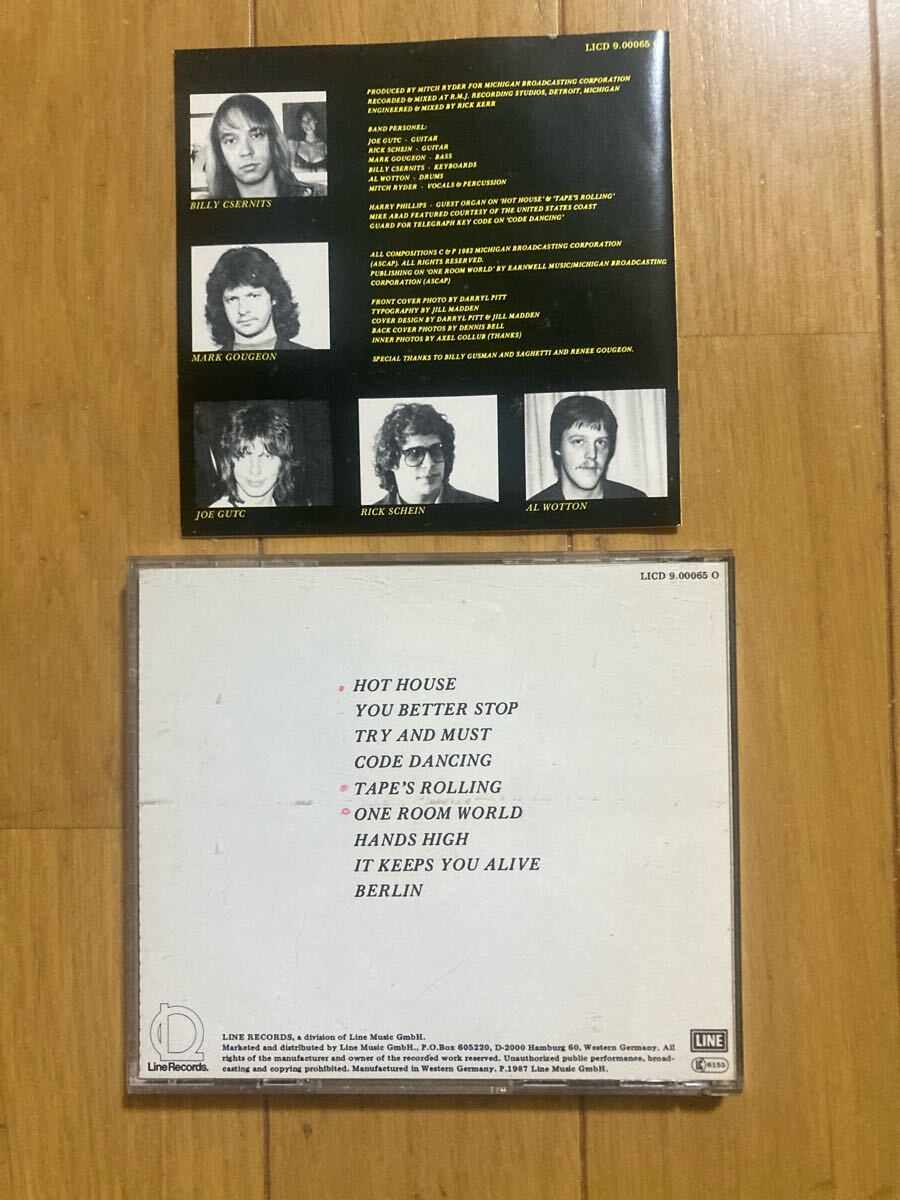 LICD 9.00065
PRODUCED BY MITCH RYDER FOR MICHIGAN BROADCASTING CORPORATION
RECORDED & MIXED AT R.M.J. RECORDING STUDIOS, DETROIT, MICHIGAN
ENGINEERED & MIXED BY RICK KERR
BAND PERSONEL:
JOE GUTC - GUITAR
RICK SCHEIN - GUITAR
MARK GOUGEON - BASS
BILLY CSERNITS - KEYBOARDS
AL WOTTON - DRUMS
MITCH RYDER - VOCALS & PERCUSSION
HARRY PHILLIPS - GUEST ORGAN ON 'HOT HOUSE' & 'TAPE'S ROLLING'
MIKE ABAD FEATURED COURTESY OF THE UNITED STATES COAST
GUARD FOR TELEGRAPH KEY CODE ON 'CODE DANCING'
ALL COMPOSITIONS C & P 1982 MICHIGAN BROADCASTING CORPORATION
(ASCAP). ALL RIGHTS RESERVED.
PUBLISHING ON 'ONE ROOM WORLD' BY EARNWELL MUSIC/MICHIGAN BROADCASTING
CORPORATION (ASCAP)
FRONT COVER PHOTO BY DARRYL PITT
TYPOGRAPHY BY JILL MADDEN
COVER DESIGN BY DARRYL PITT & JILL MADDEN
BACK COVER PHOTOS BY DENNIS BELL
INNER PHOTOS BY AXEL GOLLUB (THANKS)
SPECIAL THANKS TO BILLY GUSMAN AND SAGHETTI AND RENEE GOUGEON.
BILLY CSERNITS
MARK GOUGEON
JOE GUTC
RICK SCHEIN
AL WOTTON
LICD 9.00065 O
HOT HOUSE
YOU BETTER STOP
TRY AND MUST
CODE DANCING
TAPE'S ROLLING
ONE ROOM WORLD
HANDS HIGH
IT KEEPS YOU ALIVE
BERLIN
Line Records.
LINE RECORDS, a division of Line Music GmbH.
Marketed and distributed by Line Music GmbH., P.O.Box 605220, D-2000 Hamburg 60, Western Germany. All
rights of the manufacturer and owner of the recorded work reserved. Unauthorized public performance, broad-
casting and copying prohibited. Manufactured in Western Germany. P.1987 Line Music GmbH.
LINE
LC 6155